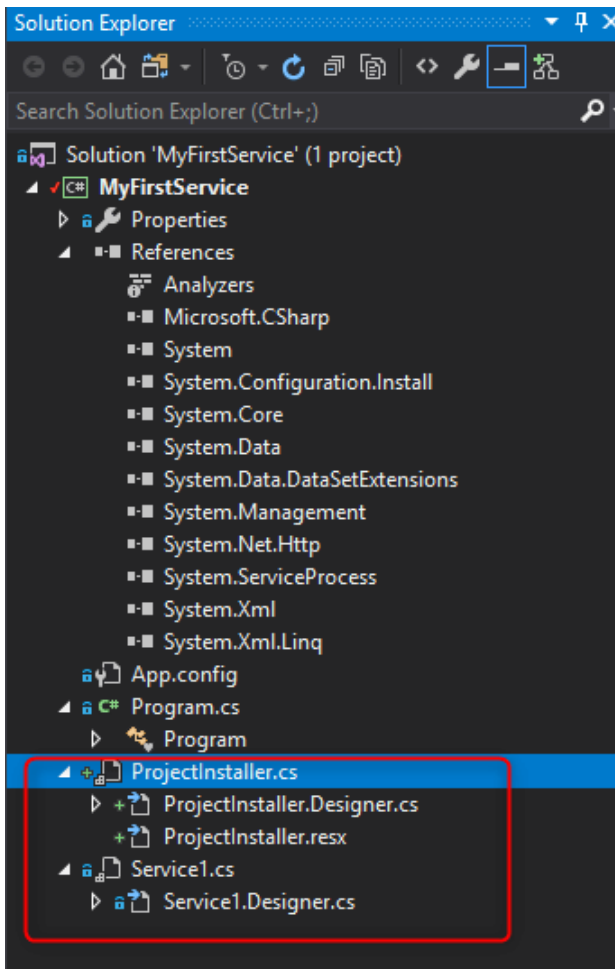 Solution Explorer
Search Solution Explorer (Ctrl+;)
Solution 'MyFirstService' (1 project)
C# MyFirstService
Properties
References
Analyzers
Microsoft.CSharp
System
System.Configuration.Install
System.Core
System.Data
System.Data.DataSetExtensions
System.Management
System.Net.Http
System.ServiceProcess
System.Xml
System.Xml.Linq
App.config
C# Program.cs
Program
ProjectInstaller.cs
ProjectInstaller.Designer.cs
ProjectInstaller.resx
Service1.cs
Service1.Designer.cs